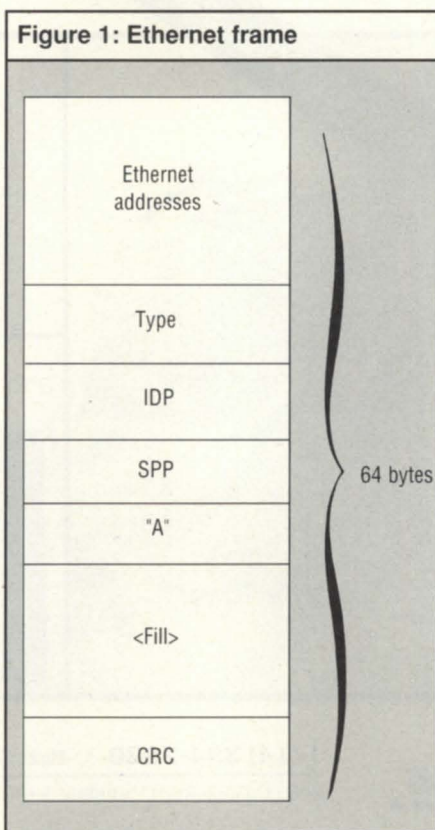 Figure 1: Ethernet frame
Ethernet
addresses
Type
IDP
SPP
"A"
<Fill>
CRC
64 bytes